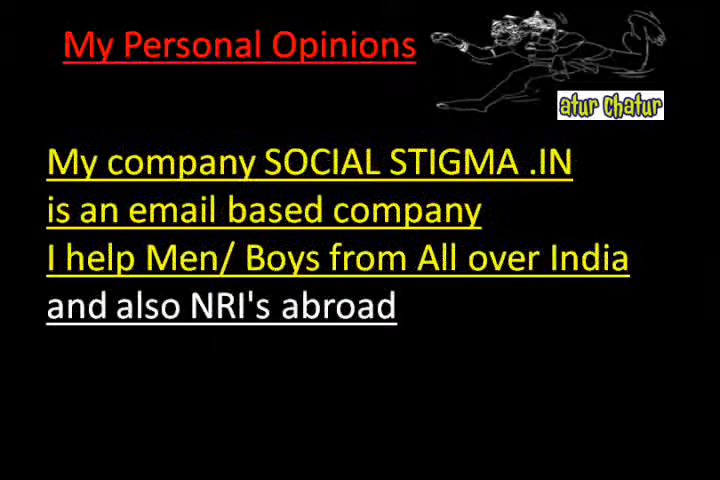 My Personal Opinions
atur chatur
My company SOCIAL STIGMA .IN
is an email based company
I help Men/ Boys from All over India
and also NRI's abroad